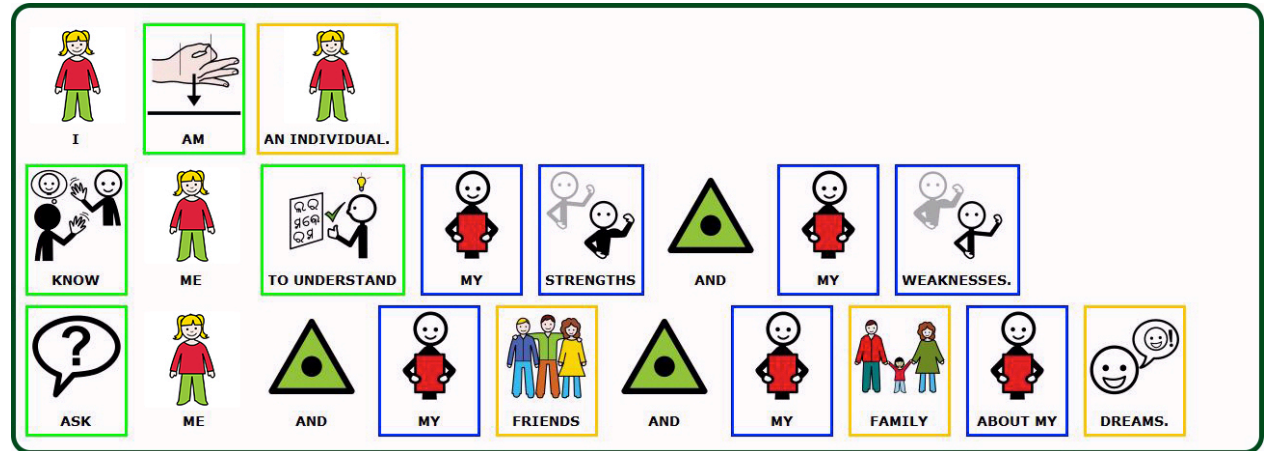 I AM AN INDIVIDUAL.
KNOW ME TO UNDERSTAND MY STRENGTHS AND MY WEAKNESSES.
ASK ME AND MY FRIENDS AND MY FAMILY ABOUT MY DREAMS.